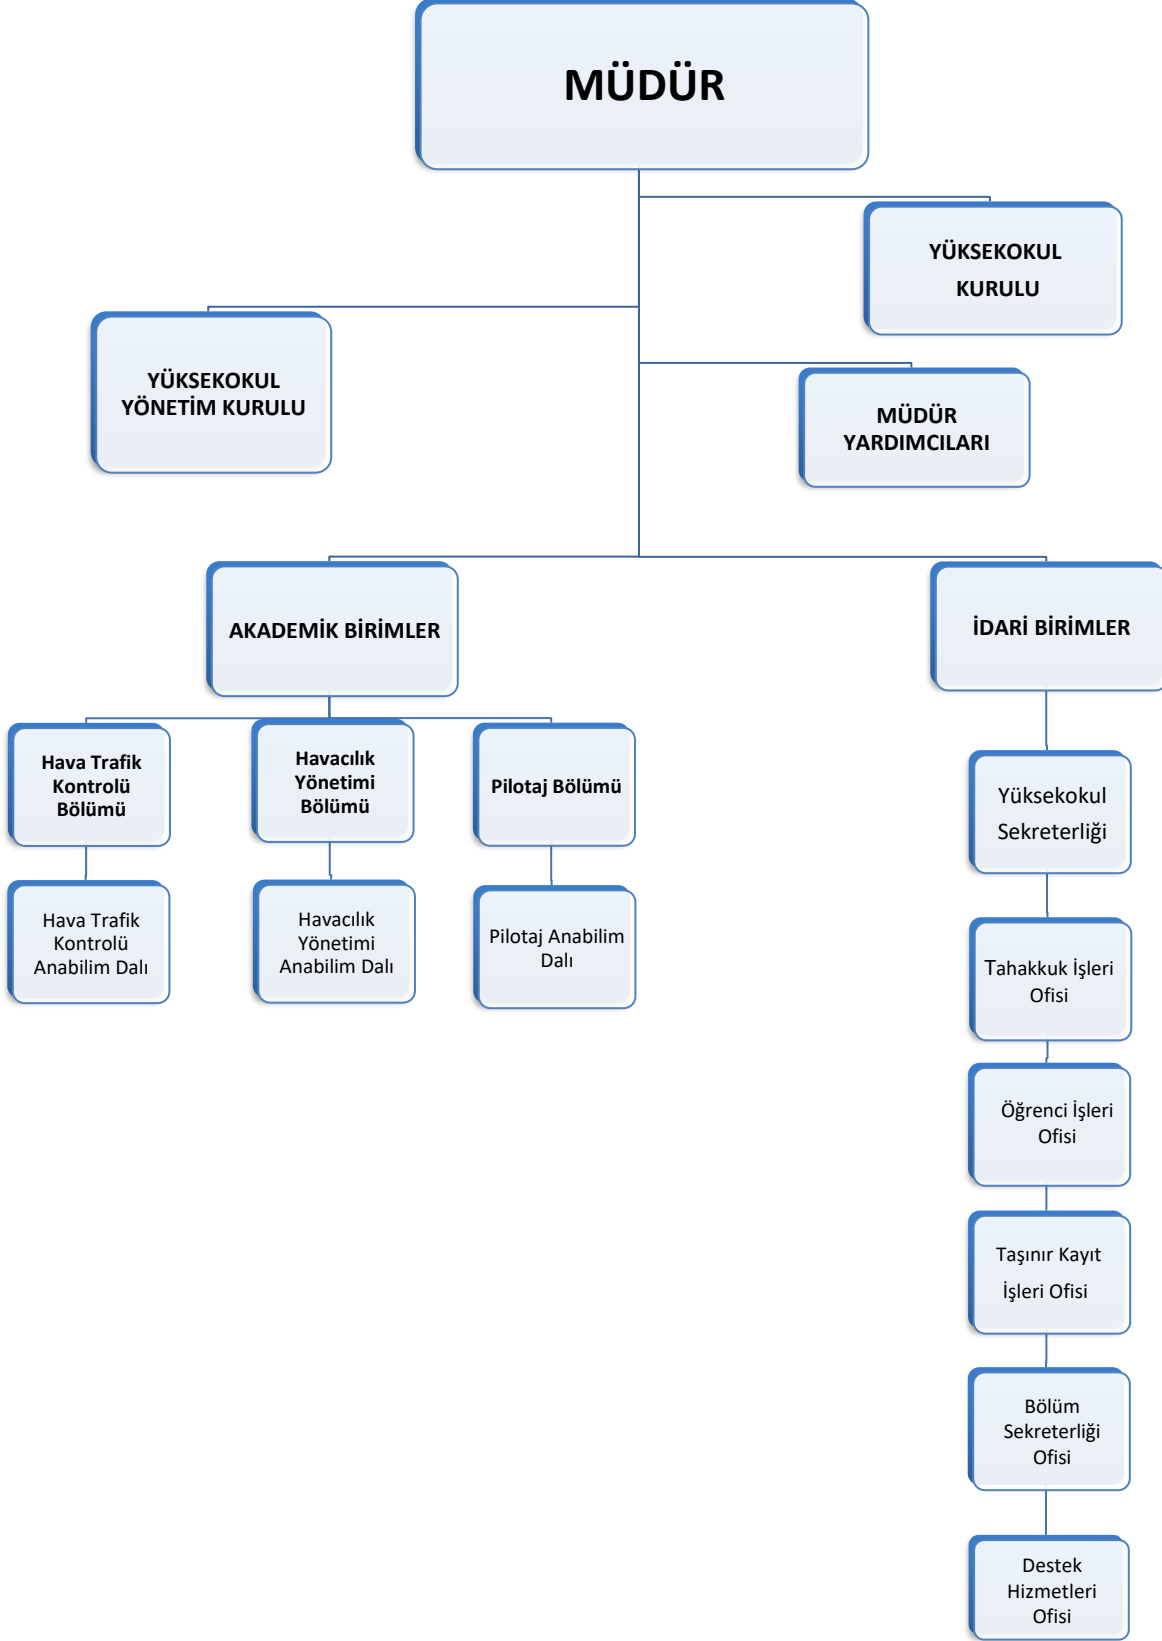 MÜDÜR
YÜKSEKOKUL
KURULU
YÜKSEKOKUL
YÖNETİM KURULU
MÜDÜR
YARDIMCILARI
AKADEMİK BİRİMLER
İDARİ BİRİMLER
Hava Trafik
Kontrolü
Bölümü
Havacılık
Yönetimi
Bölümü
Pilotaj Bölümü
Hava Trafik
Kontrolü
Anabilim Dalı
Havacılık
Yönetimi
Anabilim Dalı
Pilotaj Anabilim
Dalı
Yüksekokul
Sekreterliği
Tahakkuk İşleri
Ofisi
Öğrenci İşleri
Ofisi
Taşınır Kayıt
İşleri Ofisi
Bölüm
Sekreterliği
Ofisi
Destek
Hizmetleri
Ofisi